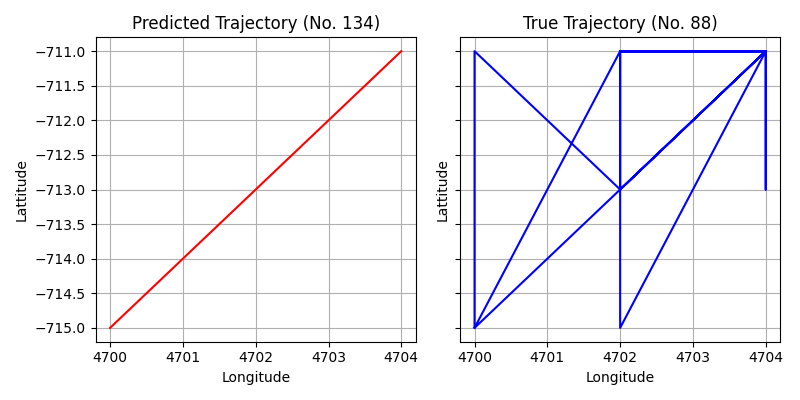 Predicted Trajectory (No. 134)
True Trajectory (No. 88)
Lattitude
−711.0
−711.5
−712.0
−712.5
−713.0
−713.5
−714.0
−714.5
−715.0
4700 4701 4702 4703 4704
Longitude
Lattitude
4700 4701 4702 4703 4704
Longitude